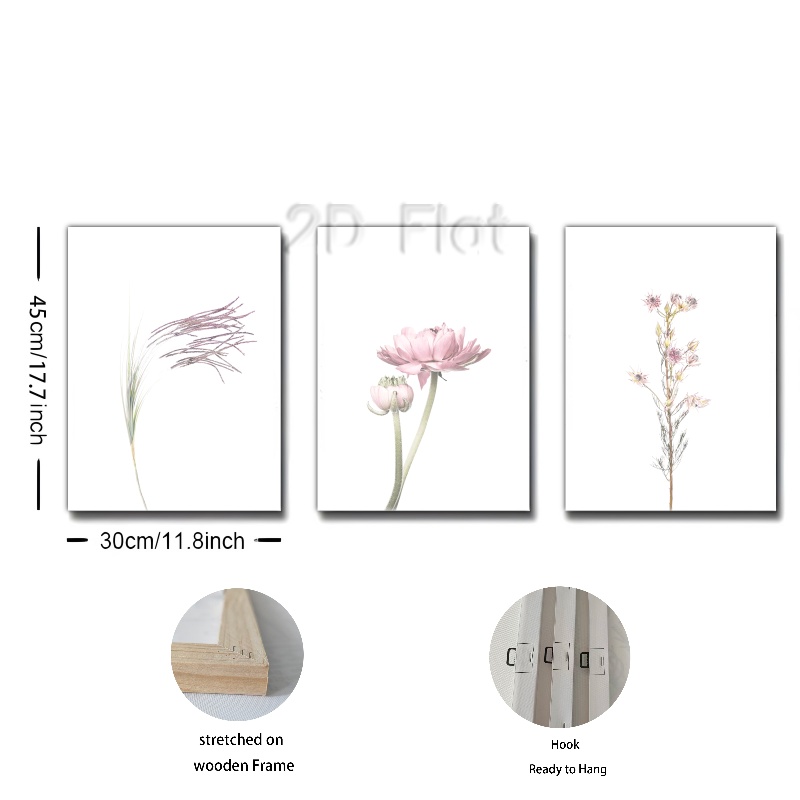 2D Flat
45cm/17.7inch
30cm/11.8inch
stretched on
wooden Frame
Hook
Ready to Hang